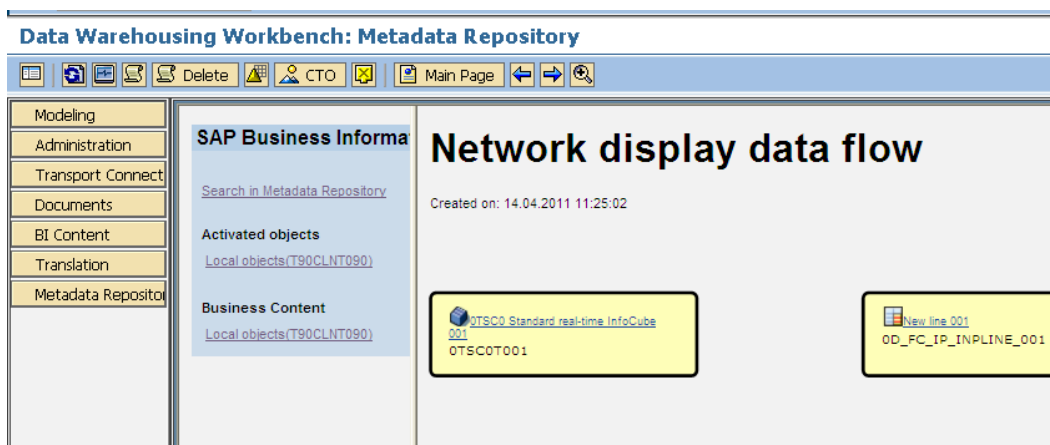 Data Warehousing Workbench: Metadata Repository
Delete CTO Main Page
Modeling
Administration
Transport Connect
Documents
BI Content
Translation
Metadata Repositor
SAP Business Informa
Search in Metadata Repository
Activated objects
Local objects(T90CLNT090)
Business Content
Local objects(T90CLNT090)
Network display data flow
Created on: 14.04.2011 11:25:02
0TSC0 Standard real-time InfoCube
001
0TSC0T001
New line 001
0D_FC_IP_INPLINE_001